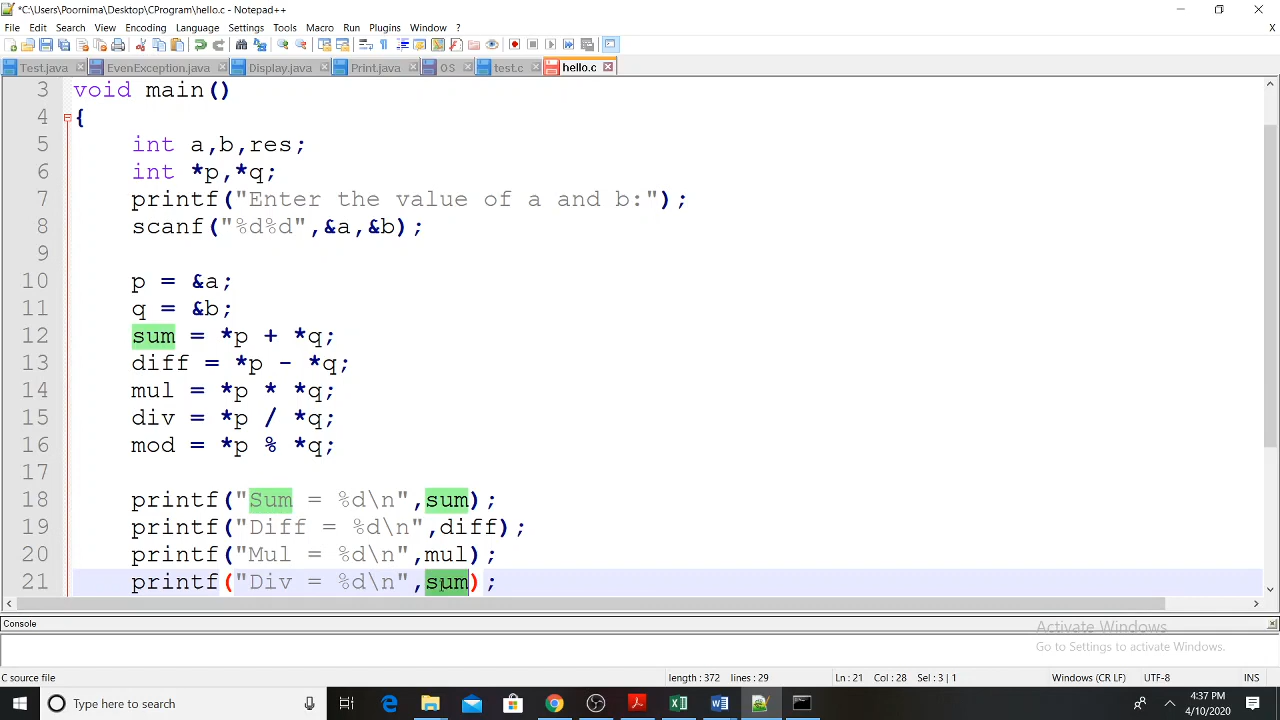 *C:\Users\Poornima\Desktop\CProgram\hello.c - Notepad++
File Edit Search View Encoding Language Settings Tools Macro Run Plugins Window ?
X
Test.java EvenException.java Display.java Print.java OS test.c hello.c
3 void main()
4 {
5 int a,b,res;
6 int *p,*q;
7 printf("Enter the value of a and b:");
8 scanf("%d%d",&a,&b);
9
10 p = &a;
11 q = &b;
12 sum = *p + *q;
13 diff = *p - *q;
14 mul = *p * *q;
15 div = *p / *q;
16 mod = *p % *q;
17
18 printf("Sum = %d\n",sum);
19 printf("Diff = %d\n",diff);
20 printf("Mul = %d\n",mul);
21 printf("Div = %d\n",sum);
Console
Activate Windows
Go to Settings to activate Windows.
C source file length : 372 lines : 29 Ln : 21 Col : 28 Sel : 3 | 1 Windows (CR LF) UTF-8 INS
Type here to search
4:37 PM
4/10/2020